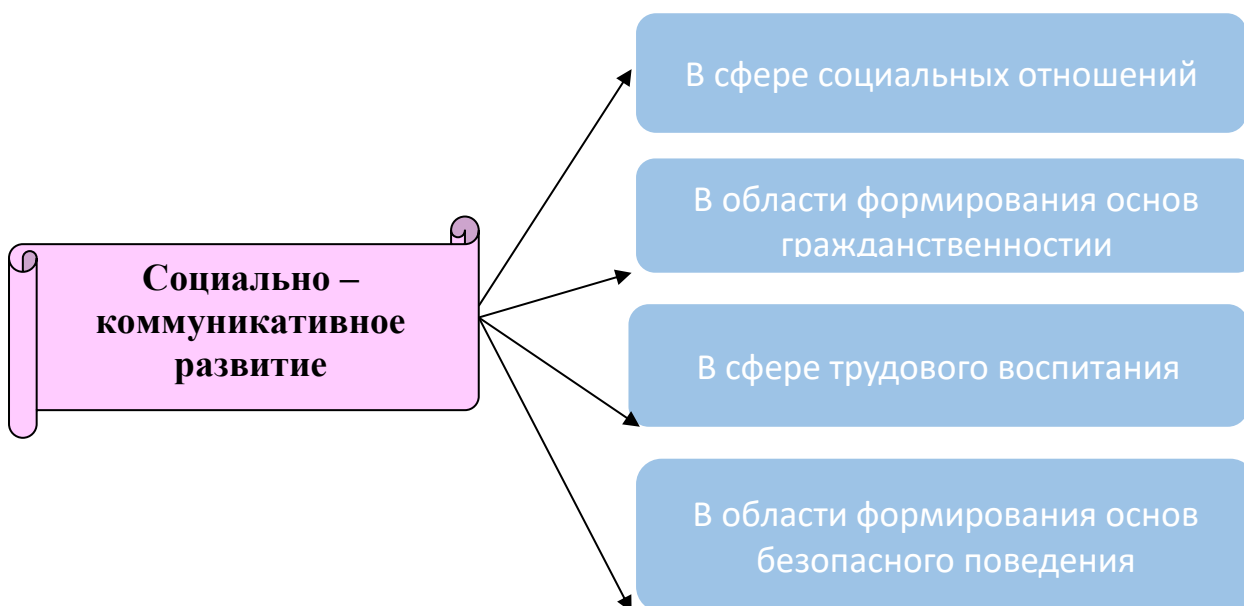 Социально –
коммуникативное
развитие
В сфере социальных отношений
В области формирования основ
гражданственностии
В сфере трудового воспитания
В области формирования основ
безопасного поведения